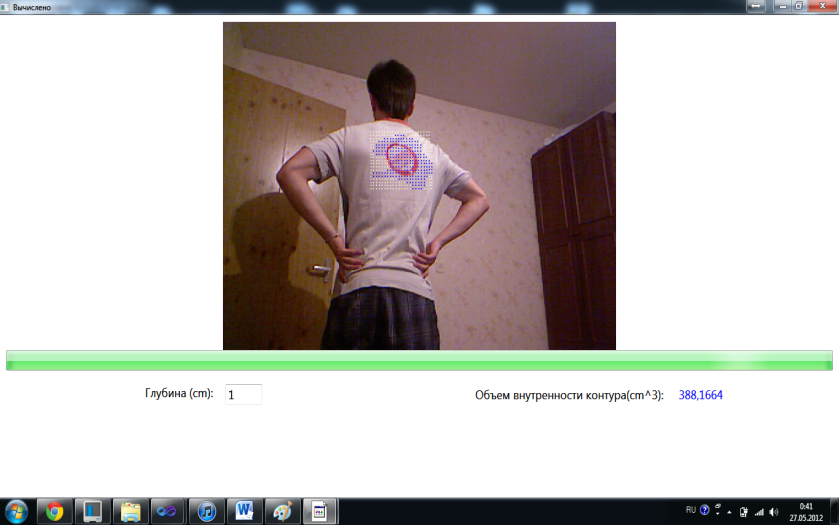 Вычислено
Глубина (cm): 1
Объем внутренности контура(cm^3): 388,1664
RU
0:41
27.05.2012